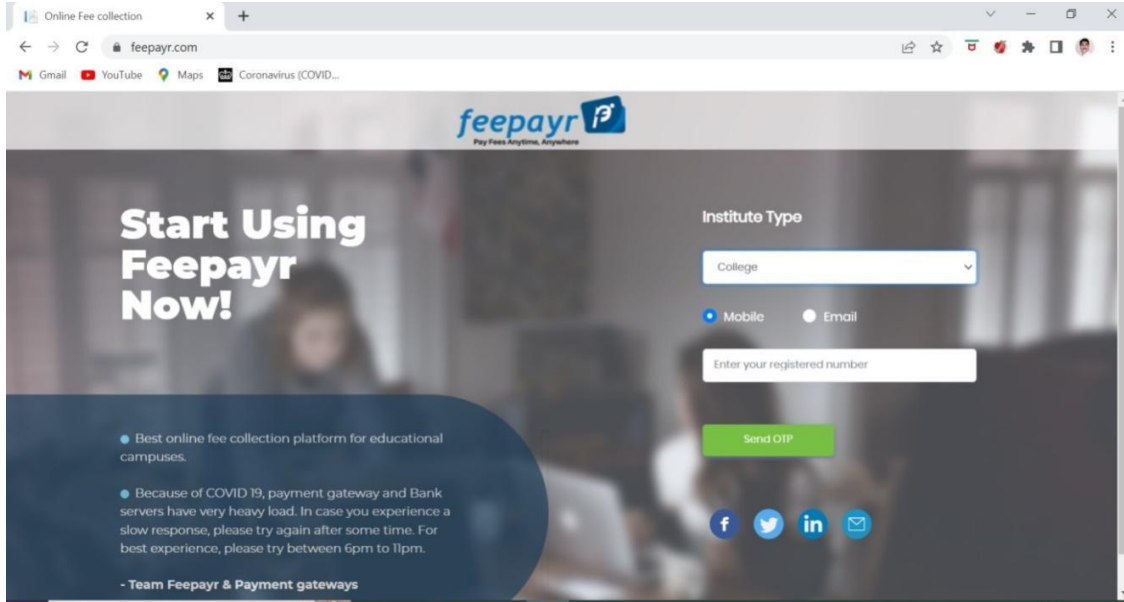 Online Fee collection
feepayr.com
Gmail YouTube Maps Coronavirus (COVID...
feepayr
Pay Fees Anytime, Anywhere
Start Using
Feepayr
Now!
Institute Type
College
Mobile Email
Enter your registered number
Send OTP
Best online fee collection platform for educational
campuses.
Because of COVID 19, payment gateway and Bank
servers have very heavy load. In case you experience a
slow response, please try again after some time. For
best experience, please try between 6pm to 11pm.
- Team Feepayr & Payment gateways